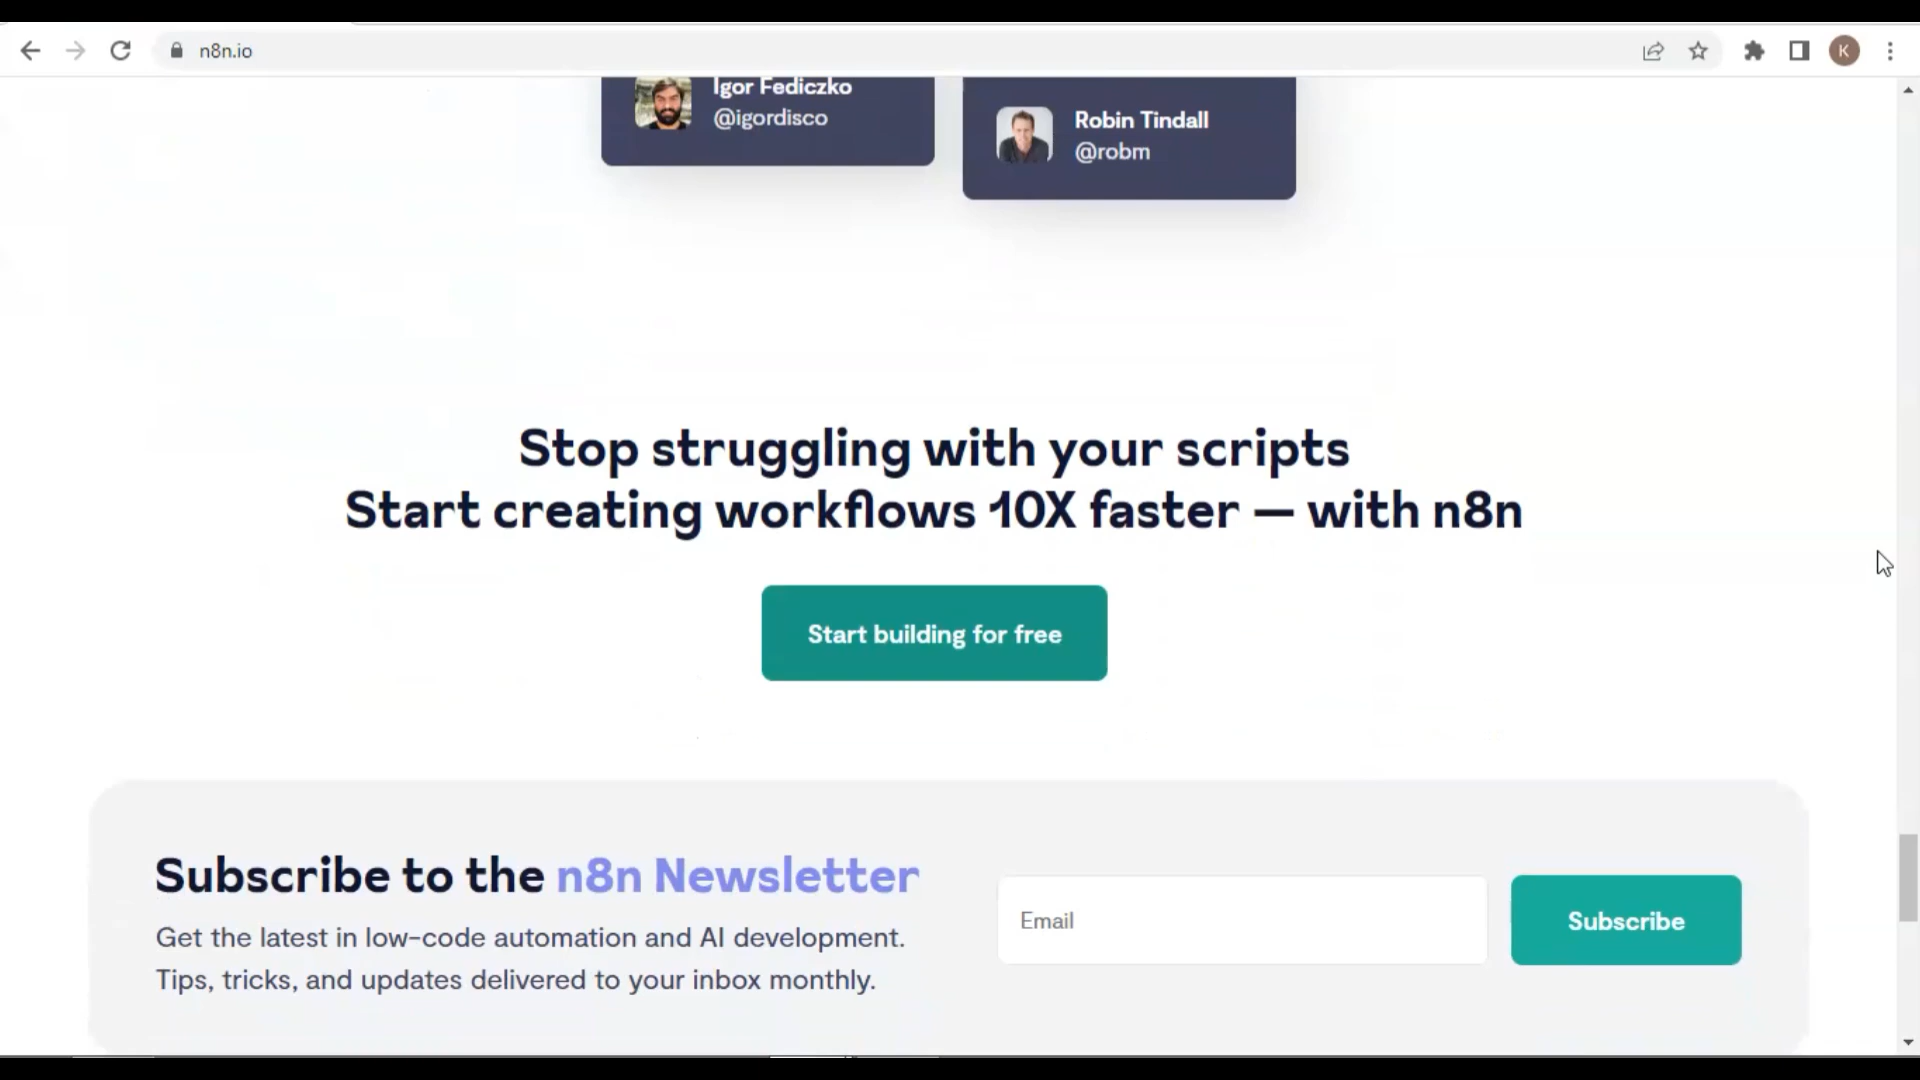 n8n.io
K
Igor Fediczko
@igordisco
Robin Tindall
@robm
Stop struggling with your scripts
Start creating workflows 10X faster — with n8n
Start building for free
Subscribe to the n8n Newsletter
Get the latest in low-code automation and AI development.
Tips, tricks, and updates delivered to your inbox monthly.
Email
Subscribe